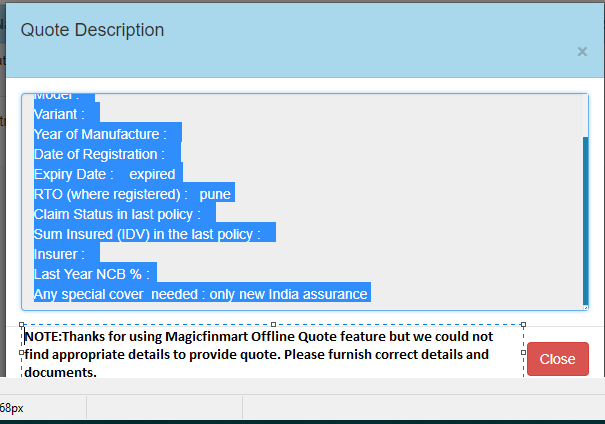 Quote Description
×
Model :
Variant :
Year of Manufacture :
Date of Registration :
Expiry Date : expired
RTO (where registered) : pune
Claim Status in last policy :
Sum Insured (IDV) in the last policy :
Insurer :
Last Year NCB % :
Any special cover needed : only new India assurance
NOTE:Thanks for using Magicfinmart Offline Quote feature but we could not
find appropriate details to provide quote. Please furnish correct details and
documents.
Close
68px